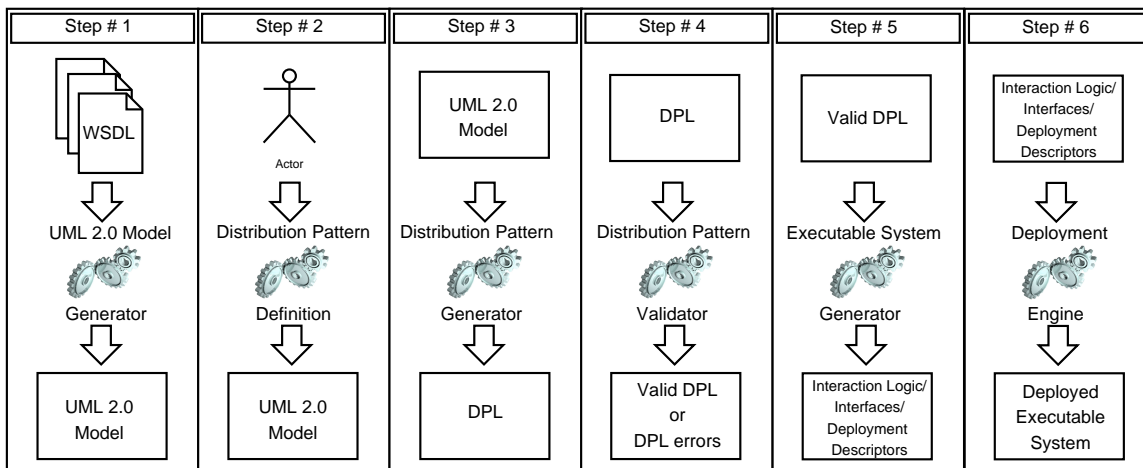 Step # 1
Step # 2
Step # 3
Step # 4
Step # 5
Step # 6
WSDL
Actor
UML 2.0
Model
DPL
Valid DPL
Interaction Logic/
Interfaces/
Deployment
Descriptors
UML 2.0 Model
Generator
Distribution Pattern
Definition
Distribution Pattern
Generator
Distribution Pattern
Validator
Executable System
Generator
Deployment
Engine
UML 2.0
Model
UML 2.0
Model
DPL
Valid DPL
or
DPL errors
Interaction Logic/
Interfaces/
Deployment
Descriptors
Deployed
Executable
System